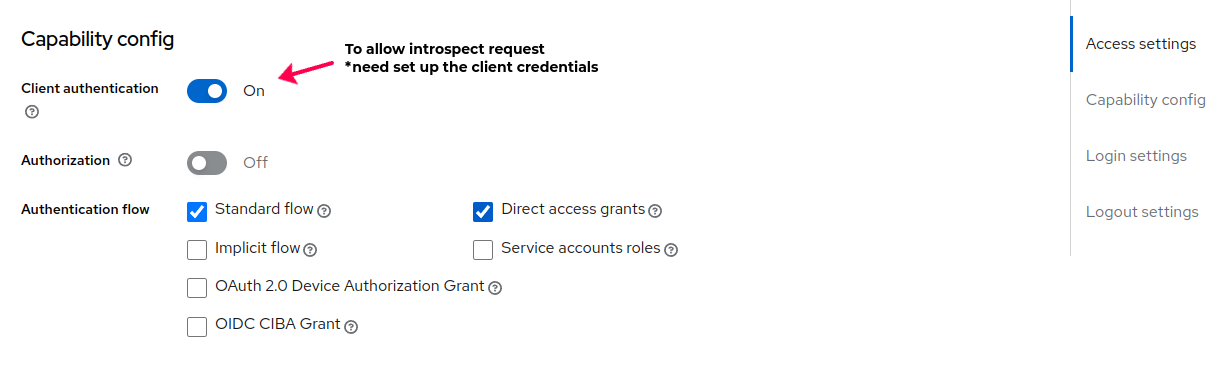 Capability config
To allow introspect request
*need set up the client credentials
Client authentication
On
Authorization
Off
Authentication flow
Standard flow
Direct access grants
Implicit flow
Service accounts roles
OAuth 2.0 Device Authorization Grant
OIDC CIBA Grant
Access settings
Capability config
Login settings
Logout settings